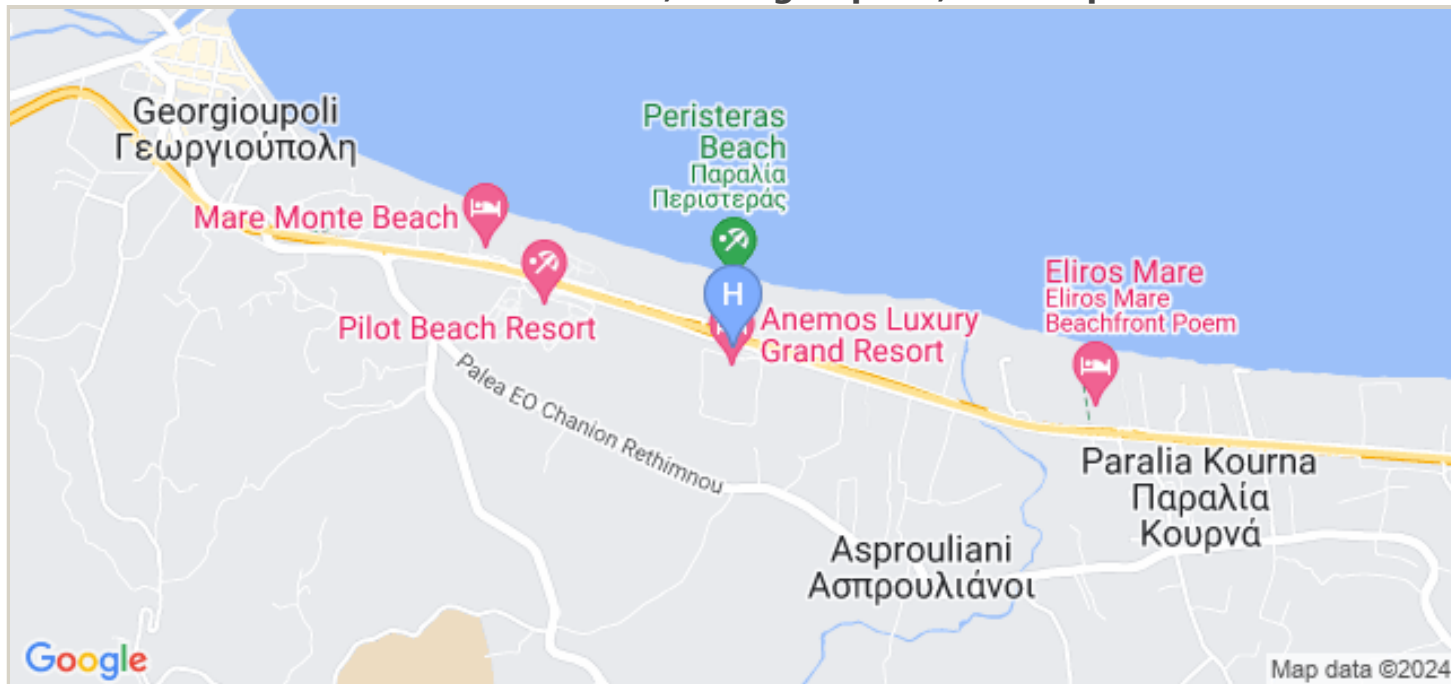 Georgioupoli
Γεωργιούπολη
Peristeras
Beach
Παραλία
Περιστεράς
Mare Monte Beach
H
Pilot Beach Resort
Anemos Luxury
Grand Resort
Eliros Mare
Eliros Mare
Beachfront Poem
Palea EO Chanion Rethimnou
Paralia Kourna
Παραλία
Κουρνά
Asprouliani
Ασπρουλιάνοι
Google
Map data ©2024